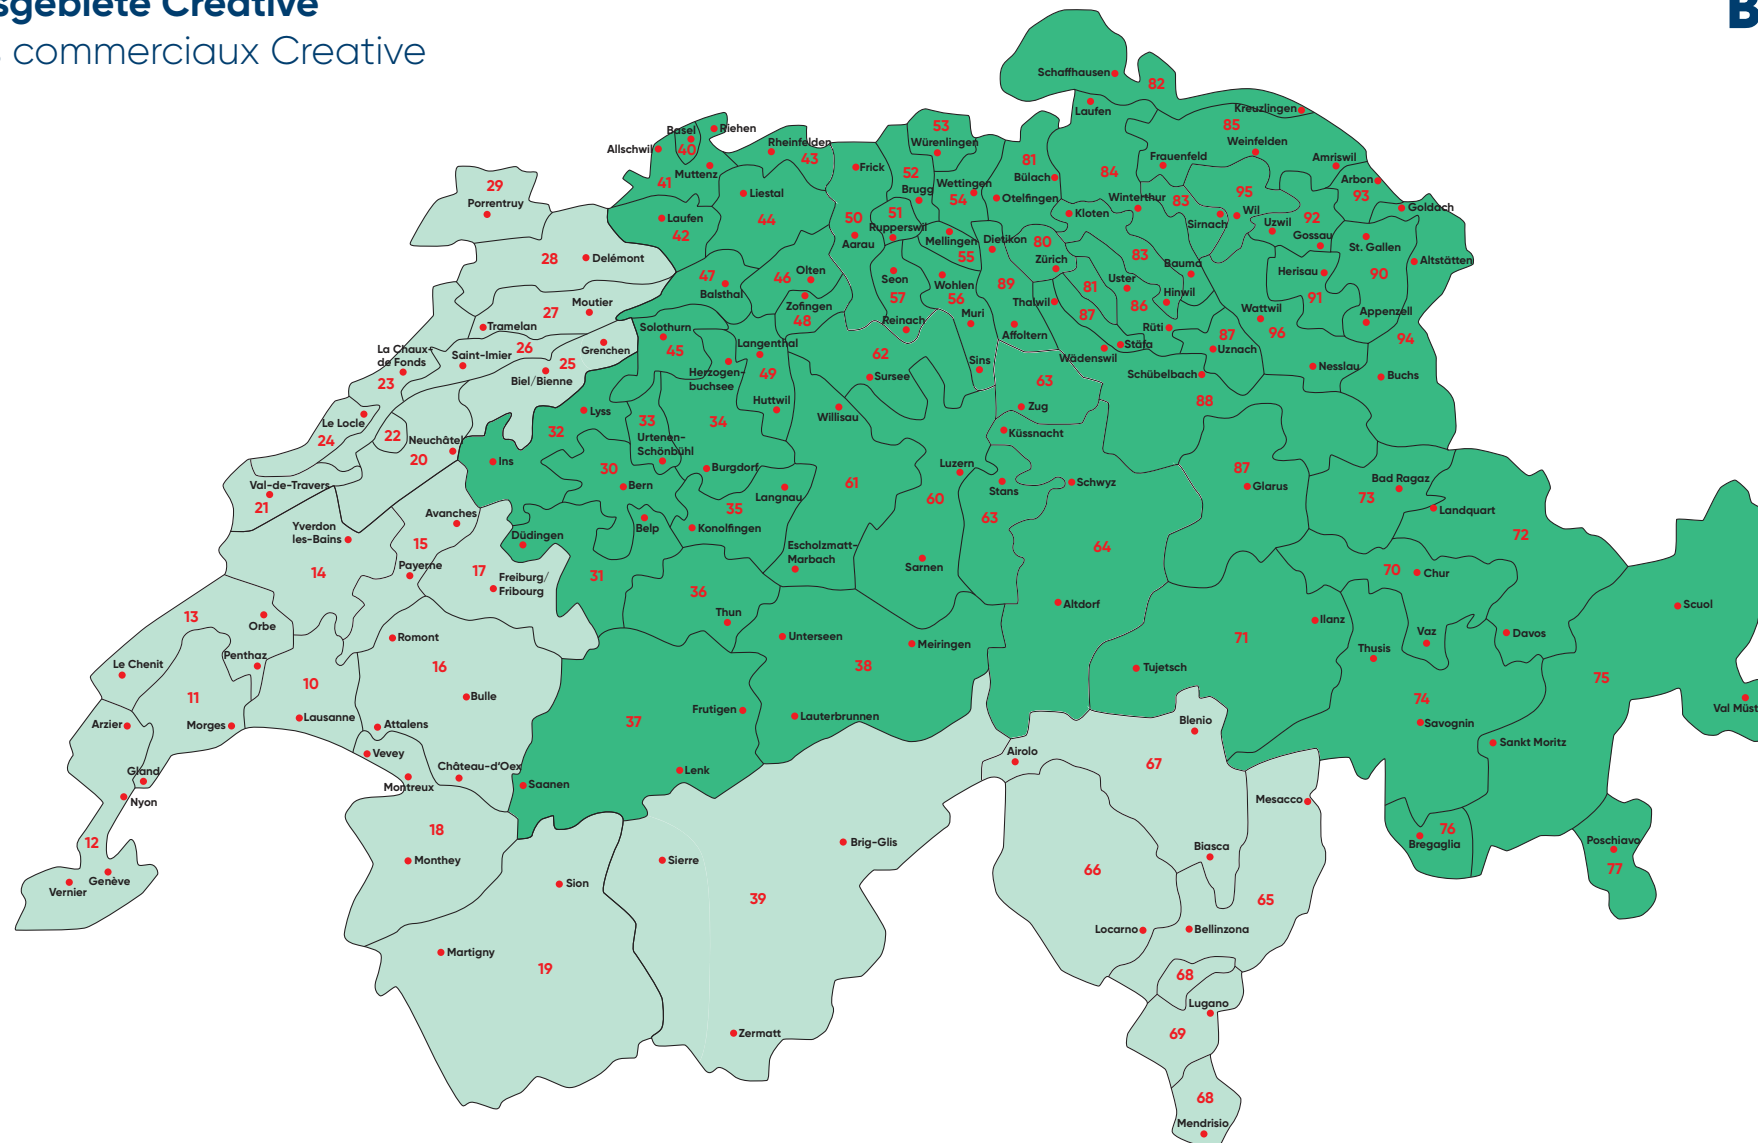 sgebiete Creative
commerciaux Creative
B
Schaffhausen
82
Laufen
Kreuzlingen
85
Weinfelden
Basel
Riehen
Allschwil
40
Muttenz
41
Rheinfelden
43
Frick
53
Würenlingen
52
Brugg
Wettingen
54
81
Bülach
Otelfingen
84
Frauenfeld
Amriswil
Arbon
93
Goldach
29
Porrentruy
Liestal
44
Laufen
42
50
Aarau
51
Rupperswil
Mellingen
55
Dietikon
Kloten
Winterthur
83
95
Wil
Sirnach
Uzwil
92
Gossau
St. Gallen
28
Delémont
47
Balsthal
46
Olten
Zofingen
48
Seon
57
Wohlen
56
Reinach
Muri
89
80
Zürich
Thalwil
Affoltern
81
87
83
Uster
86
Bauma
Hinwil
Herisau
91
90
Altstätten
Appenzell
94
27
Moutier
Tramelan
26
Saint-Imier
25
Grenchen
Biel/Bienne
La Chaux-
de Fonds
23
Le Locle
24
22
Neuchâtel
20
Solothurn
45
Langenthal
Herzogen-
buchsee
49
Huttwil
62
Sursee
Willisau
Sins
63
Zug
Wädenswil
Stäfa
Rüti
87
Uznach
Schübelbach
88
Wattwil
96
Nesslau
Buchs
Lyss
32
33
Urtenen-
Schönbühl
34
Ins
30
Bern
Burgdorf
Langnau
35
Konolfingen
Belp
61
Luzern
60
Küssnacht
Stans
63
Schwyz
87
Glarus
Bad Ragaz
73
Landquart
72
Val-de-Travers
21
Yverdon
les-Bains
Avanches
15
Payerne
14
17
Freiburg/
Fribourg
Düdingen
31
Escholzmatt-
Marbach
Sarnen
64
Altdorf
70
Chur
Scuol
36
Thun
13
Orbe
Romont
16
Bulle
Le Chenit
Penthaz
11
10
Lausanne
Morges
Arzier
Attalens
Vevey
Montreux
Château-d'Oex
Unterseen
Meiringen
38
37
Frutigen
Lauterbrunnen
Lenk
Saanen
71
Ilanz
Tujetsch
Thusis
Vaz
Davos
74
Savognin
75
Sankt Moritz
Val Müst
Gland
Nyon
12
Vernier
Genève
18
Monthey
Sion
Martigny
19
Sierre
Brig-Glis
39
Zermatt
Airolo
Blenio
67
Mesacco
Biasca
66
65
Locarno
Bellinzona
76
Bregaglia
Poschiavo
77
68
Lugano
69
68
Mendrisio